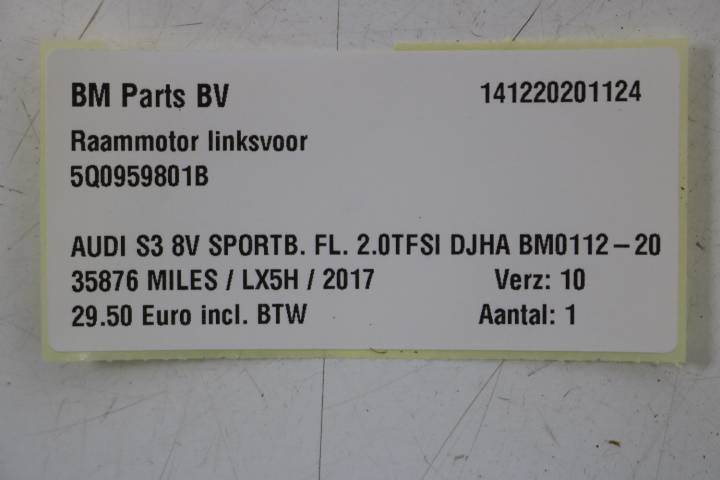 BM Parts BV 141220201124
Raammotor linksvoor
5Q0959801B
AUDI S3 8V SPORTB. FL. 2.0TFSI DJHA BM0112-20
35876 MILES / LX5H / 2017 Verz: 10
29.50 Euro incl. BTW Aantal: 1